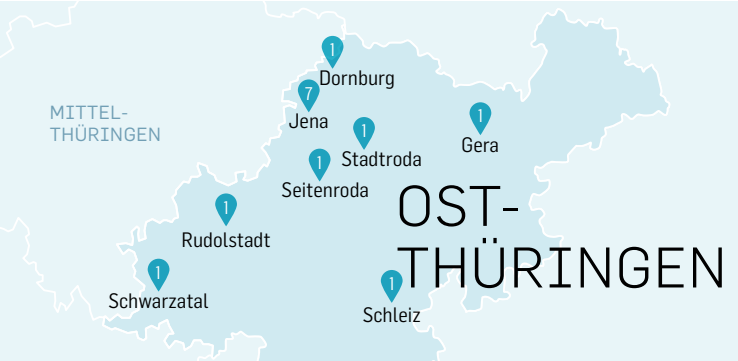 1
Dornburg
7
Jena
MITTEL-
THÜRINGEN
1
Stadtroda
1
Gera
1
Seitenroda
OST-
THÜRINGEN
1
Rudolstadt
1
Schwarzatal
1
Schleiz